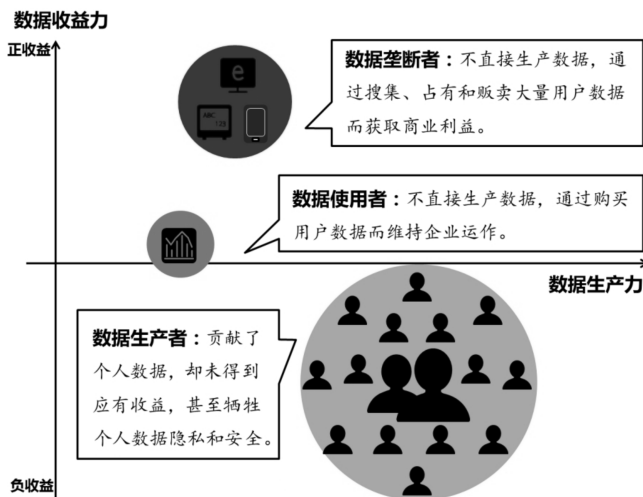 数据收益力
正收益
数据垄断者：不直接生产数据，通
过搜集、占有和贩卖大量用户数据
而获取商业利益。
e
ABC
数据使用者：不直接生产数据，通过购买
用户数据而维持企业运作。
数据生产力
数据生产者：贡献了
个人数据，却未得到
应有收益，甚至牺牲
个人数据隐私和安全。
负收益